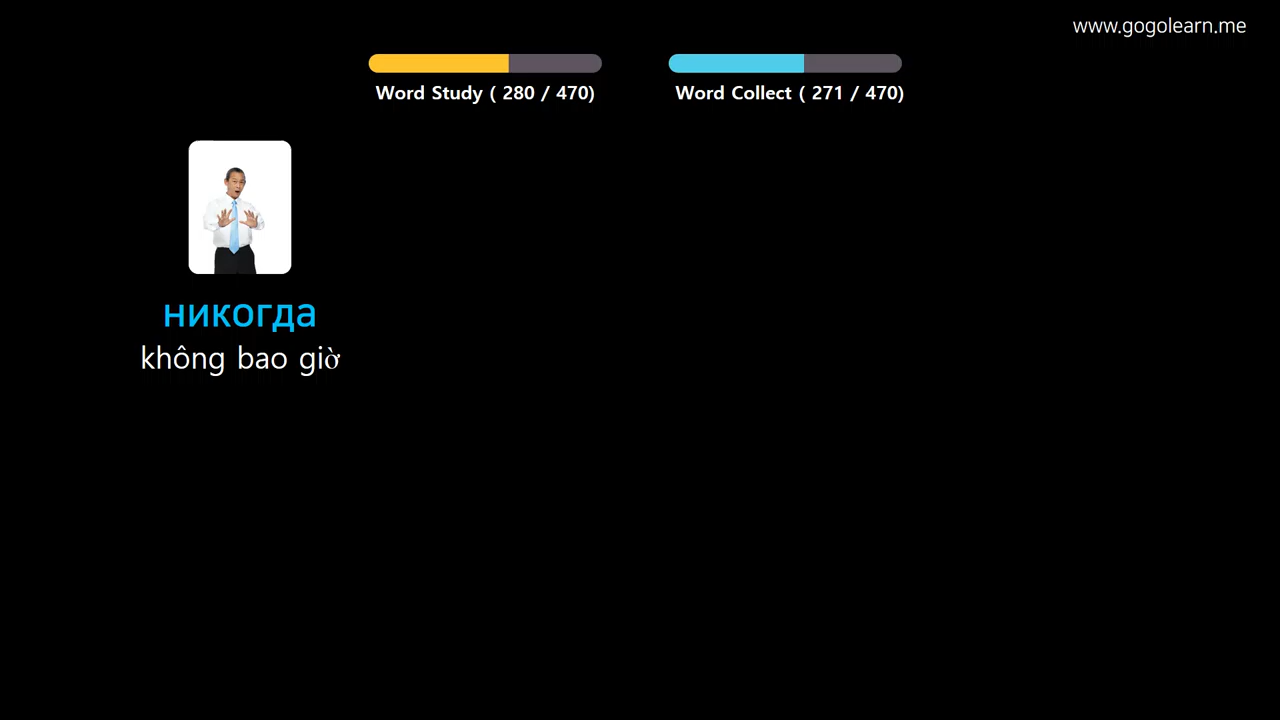 www.gogolearn.me
Word Study ( 280 / 470)
Word Collect ( 271 / 470)
никогда
không bao giờ